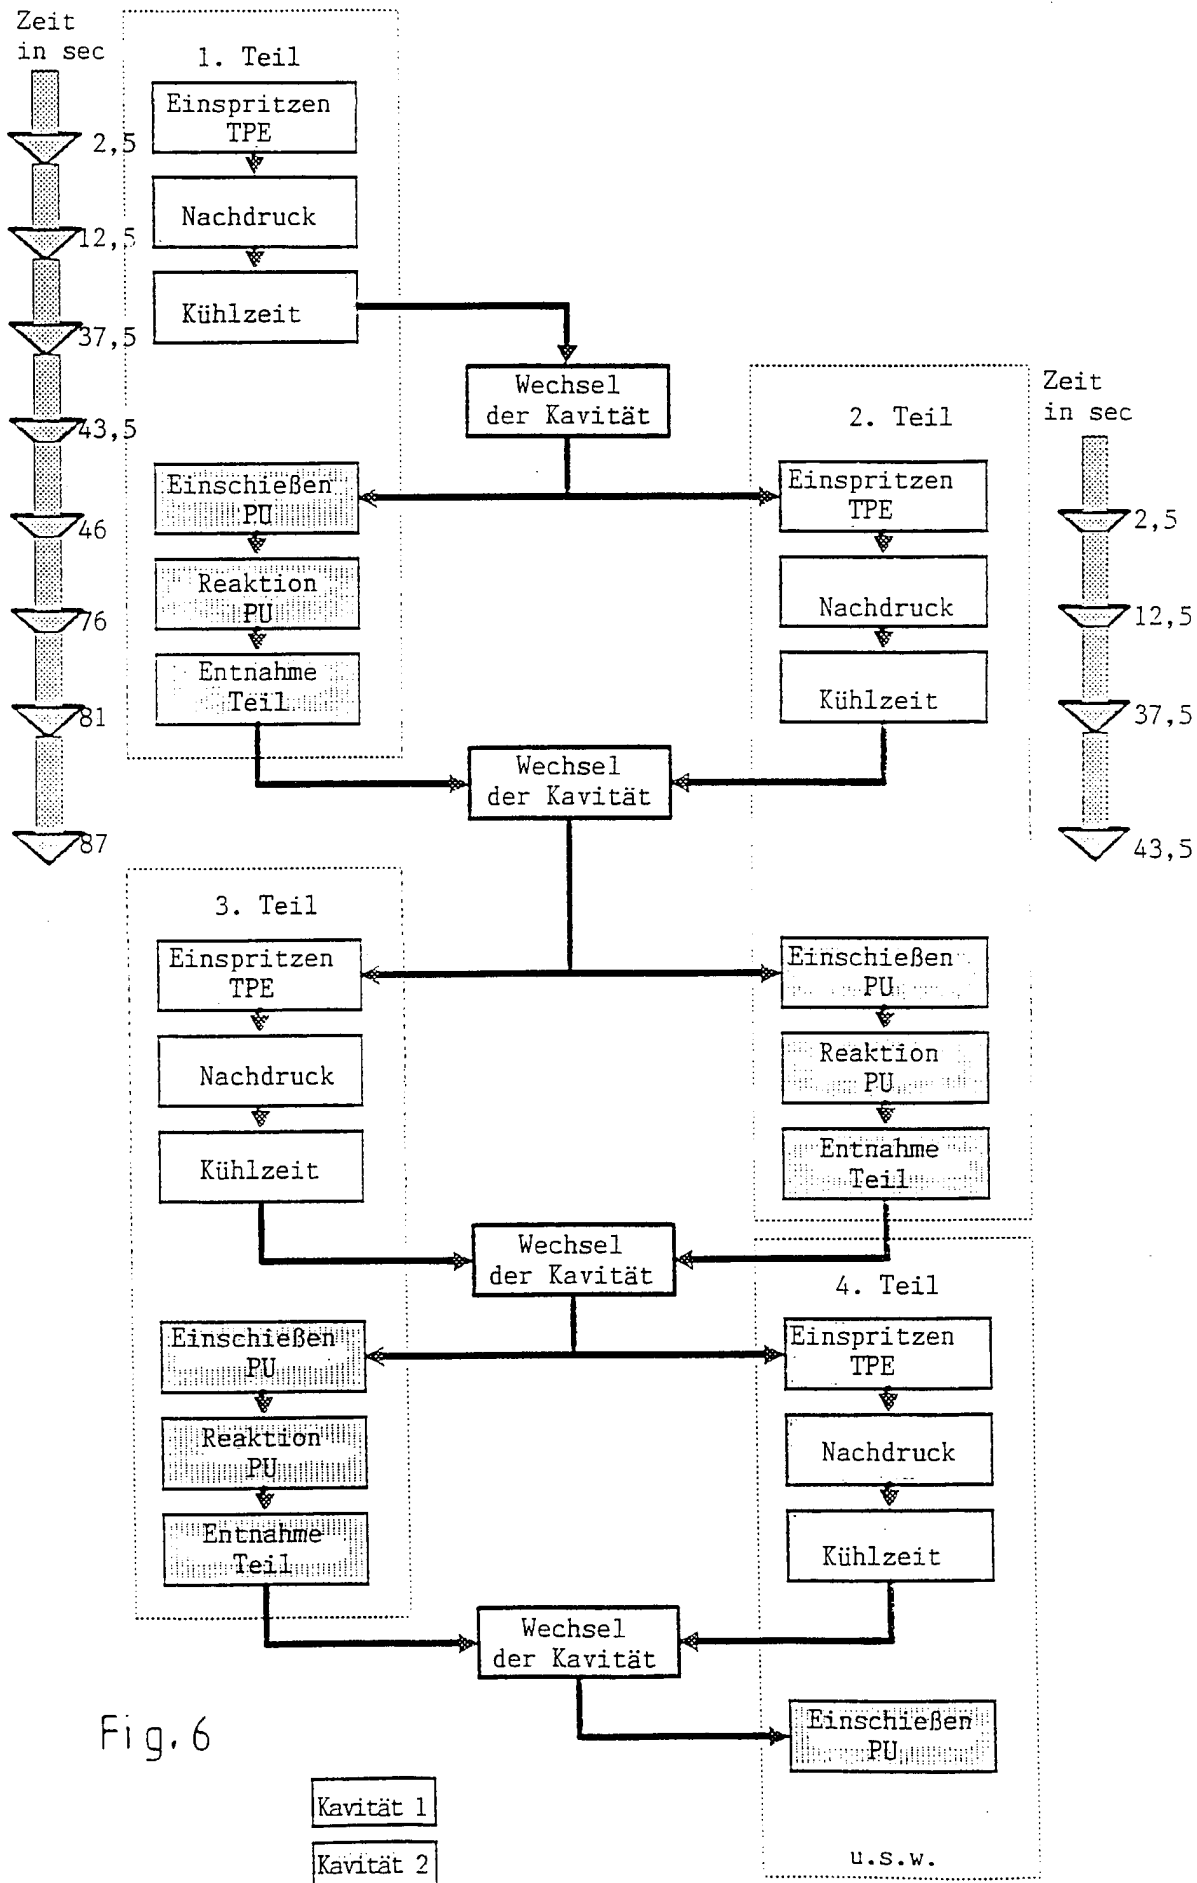 Zeit
in sec
1. Teil
Einspritzen
TPE
2,5
Nachdruck
12,5
Kühlzeit
37,5
Wechsel
der Kavität
43,5
Zeit
in sec
2. Teil
Einschießen
PU
Einspritzen
TPE
46
2,5
Reaktion
PU
Nachdruck
76
12,5
Entnahme
Teil
Kühlzeit
81
37,5
Wechsel
der Kavität
87
43,5
3. Teil
Einspritzen
TPE
Einschießen
PU
Nachdruck
Reaktion
PU
Kühlzeit
Entnahme
Teil
Wechsel
der Kavität
4. Teil
Einschießen
PU
Einspritzen
TPE
Reaktion
PU
Nachdruck
Entnahme
Teil
Kühlzeit
Wechsel
der Kavität
Einschießen
PU
Fig.6
Kavität 1
Kavität 2
u.s.w.